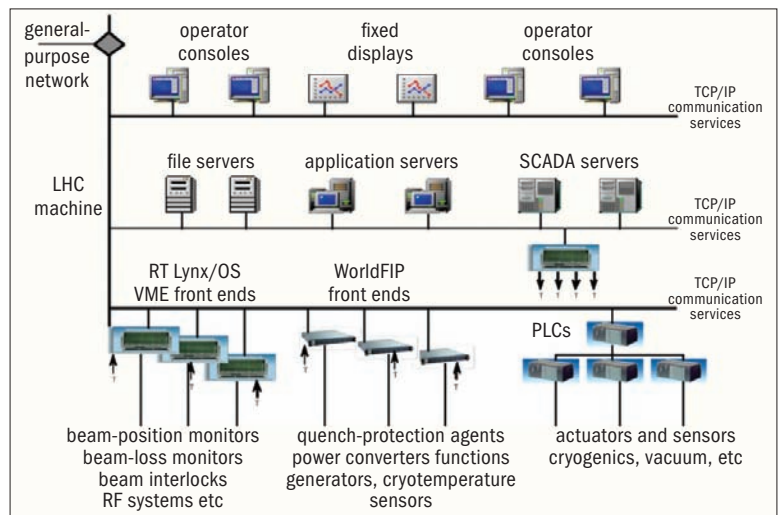 general-
purpose
network
operator
consoles
fixed
displays
operator
consoles
TCP/IP
communication
services
file servers
application servers
SCADA servers
LHC
machine
TCP/IP
communication
services
T T T T
RT Lynx/OS
VME front ends
WorldFIP
front ends
TCP/IP
communication
services
PLCs
T
T
T
T
T
T
beam-position monitors
beam-loss monitors
beam interlocks
RF systems etc
quench-protection agents
power converters functions
generators, cryotemperature
sensors
actuators and sensors
cryogenics, vacuum, etc